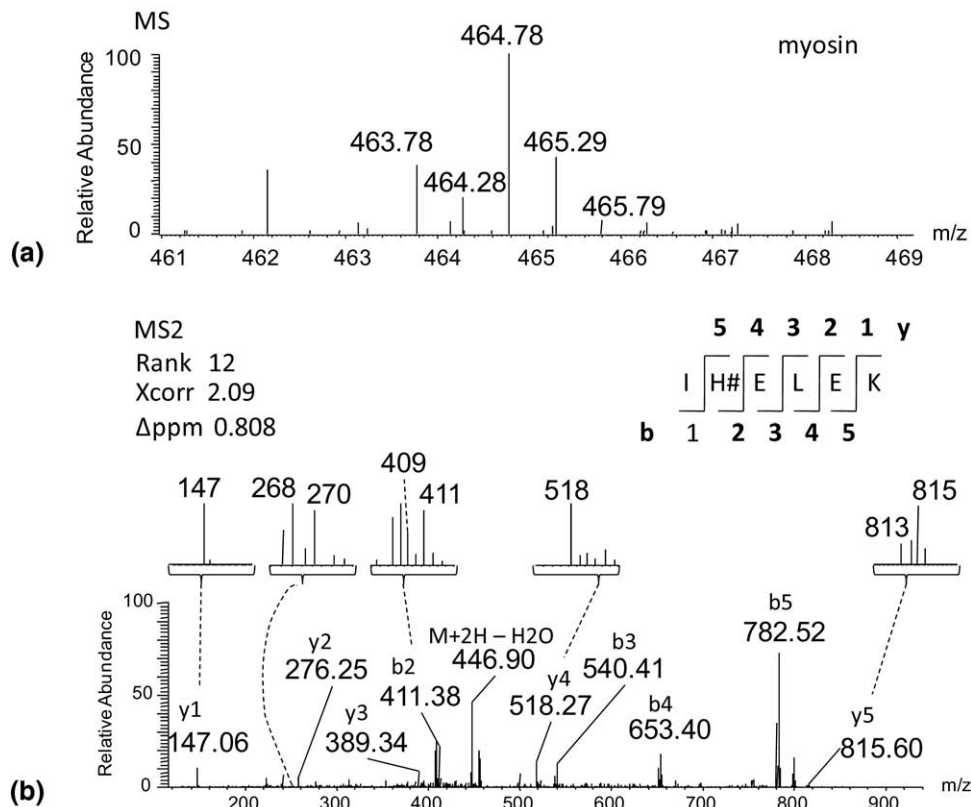 MS
myosin
Relative Abundance
100
50
0
464.78
463.78
464.28
465.29
465.79
461 462 463 464 465 466 467 468 469
m/z
(a)
MS2
Rank 12
Xcorr 2.09
Δppm 0.808
5 4 3 2 1 y
I H# E L E K
b 1 2 3 4 5
147
268
270
409
411
518
813
815
Relative Abundance
100
50
0
y1
147.06
y2
276.25
y3
389.34
b2
411.38
M+2H – H2O
446.90
y4
518.27
b3
540.41
b4
653.40
b5
782.52
y5
815.60
200 300 400 500 600 700 800 900
m/z
(b)